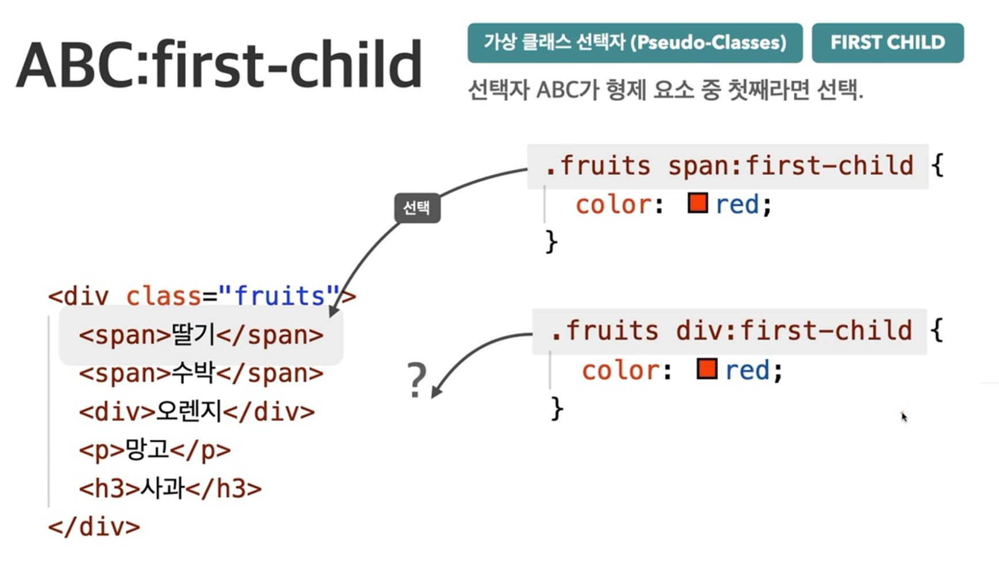 ABC:first-child
가상 클래스 선택자 (Pseudo-Classes)
FIRST CHILD
선택자 ABC가 형제 요소 중 첫째라면 선택.
.fruits span:first-child {
color: red;
}
선택
<div class="fruits">
<span>딸기</span>
<span>수박</span>
<div>오렌지</div>
<p>망고</p>
<h3>사과</h3>
</div>
.fruits div:first-child {
color: red;
}
?